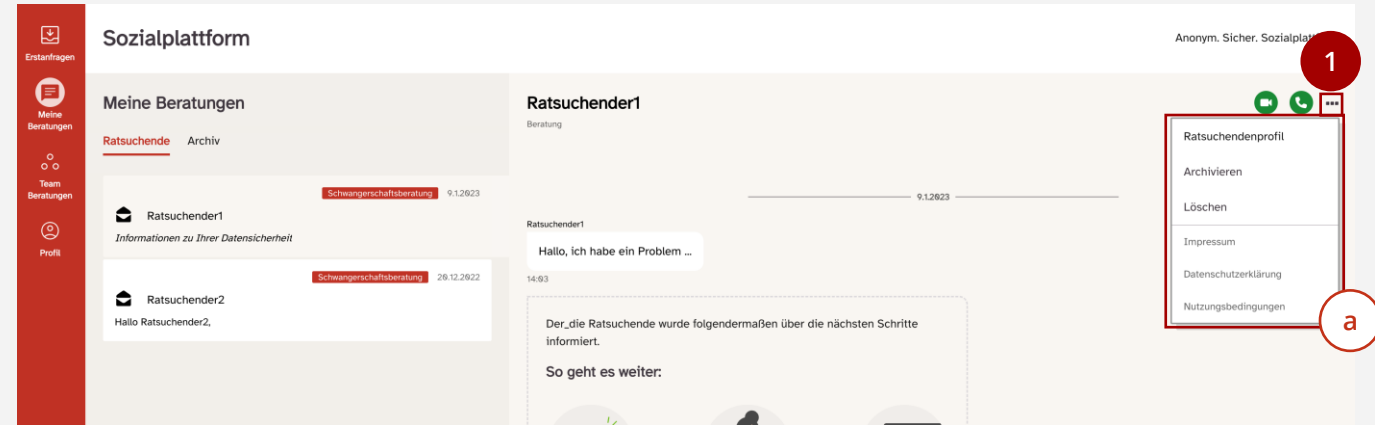 Erstanfragen
Meine
Beratungen
Team
Beratungen
Profil
Sozialplattform
Anonym. Sicher.
1
Meine Beratungen
Ratsuchende Archiv
Schwangerschaftsberatung 9.1.2023
Ratsuchender1
Informationen zu Ihrer Datensicherheit
Schwangerschaftsberatung 20.12.2022
Ratsuchender2
Hallo Ratsuchender2,
Ratsuchender1
Beratung
9.1.2023
Ratsuchender1
Hallo, ich habe ein Problem ...
14:03
Der_die Ratsuchende wurde folgendermaßen über die nächsten Schritte
informiert.
So geht es weiter:
Ratsuchendenprofil
Archivieren
Löschen
Impressum
Datenschutzerklärung
Nutzungsbedingungen
a